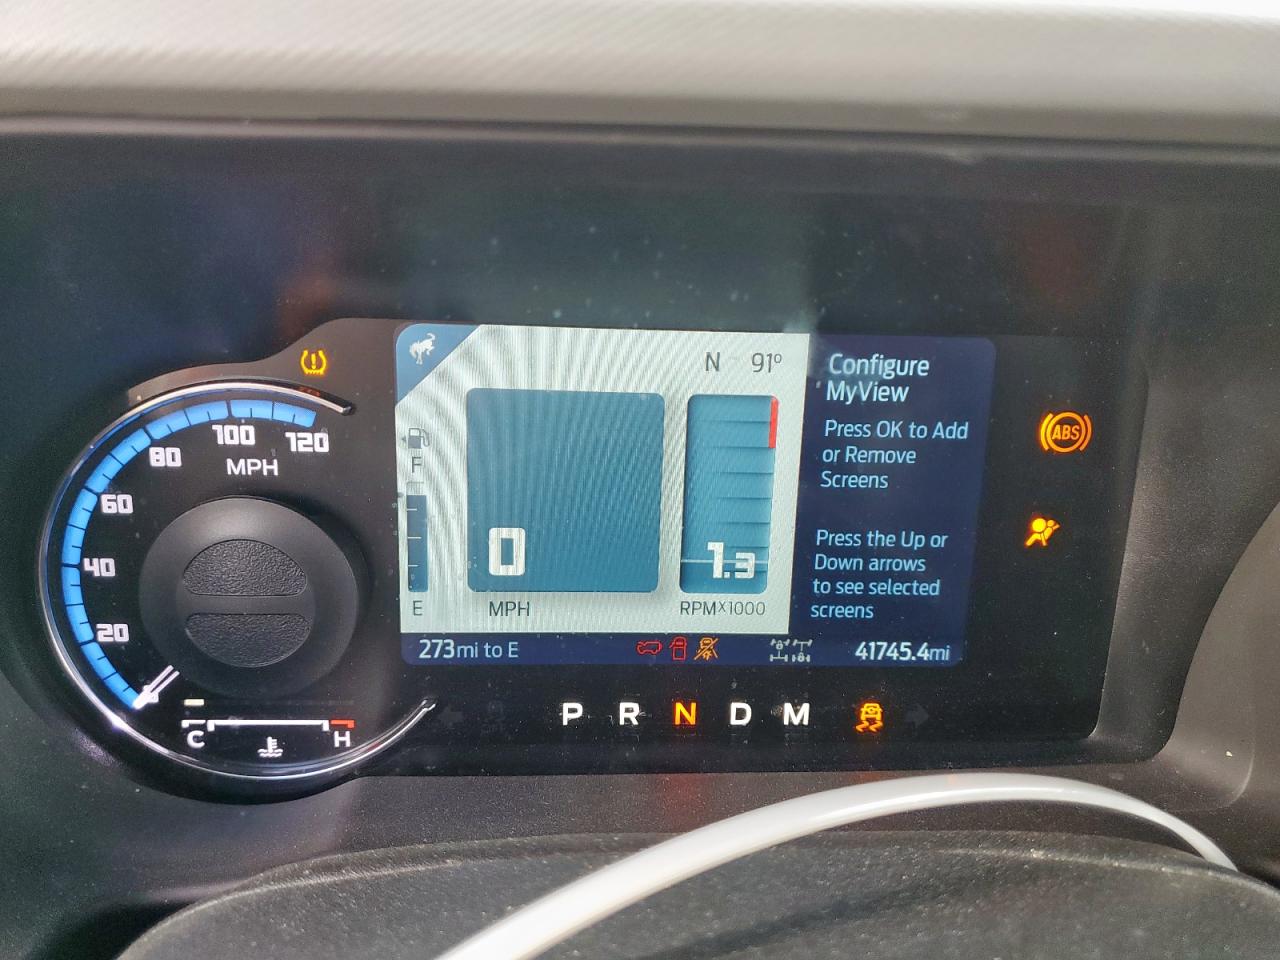 N 91°
Configure
MyView
Press OK to Add
or Remove
Screens
Press the Up or
Down arrows
to see selected
screens
100
120
80
MPH
60
40
20
F
E
0
MPH
1.3
RPMX1000
ABS
273mi to E
41745.4mi
P R N D M
C H